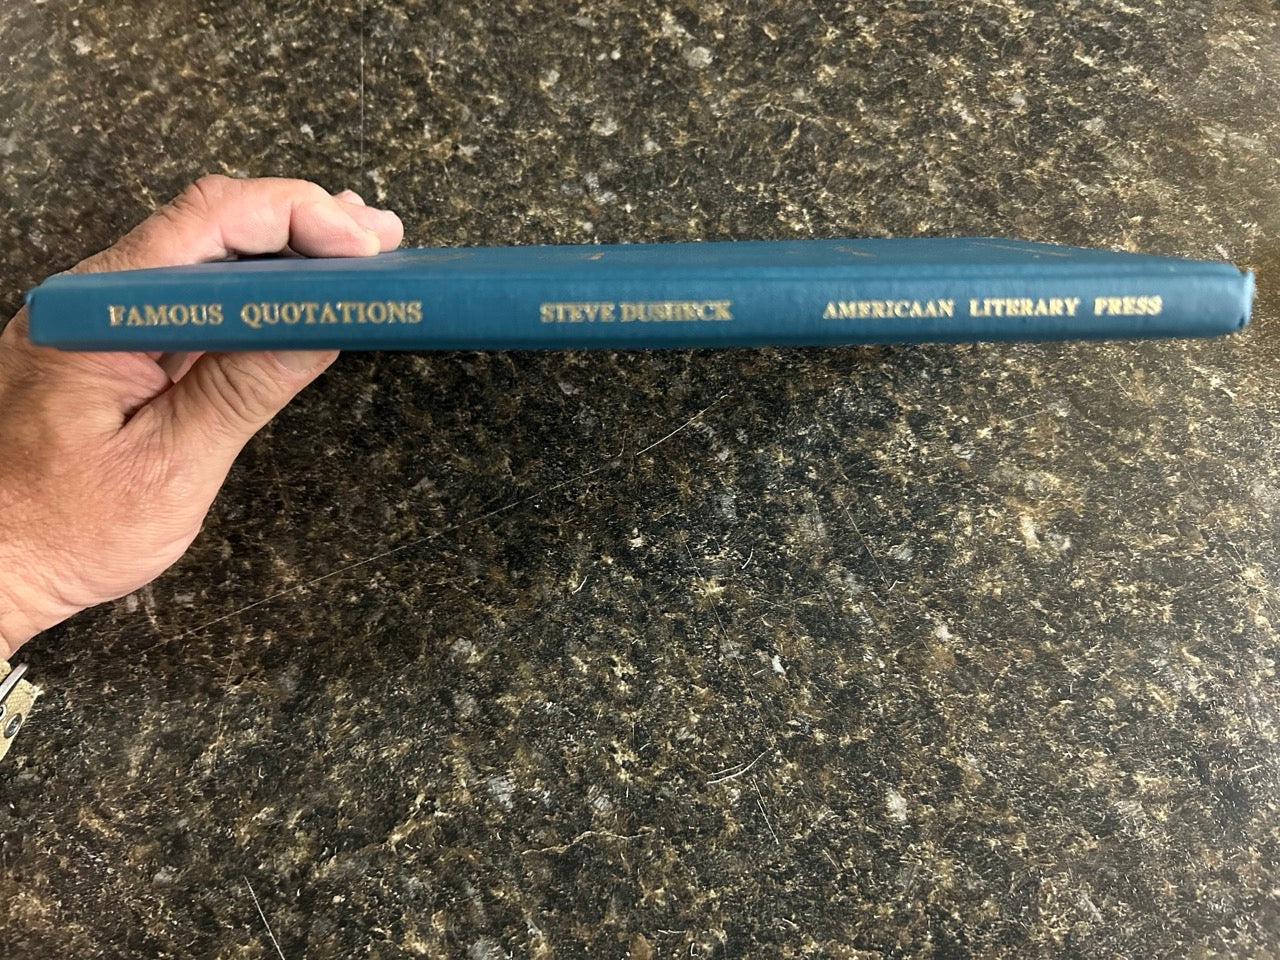 FAMOUS QUOTATIONS STEVE DUSHECK AMERICAAN LITERARY PRESS